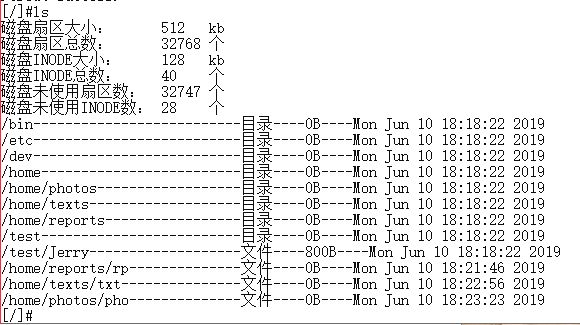 [/]#ls
磁盘扇区大小: 512 kb
磁盘扇区总数: 32768 个
磁盘INODE大小: 128 kb
磁盘INODE总数: 40 个
磁盘未使用扇区数: 32747 个
磁盘未使用INODE数: 28 个
/bin--------------------------目录----0B----Mon Jun 10 18:18:22 2019
/etc--------------------------目录----0B----Mon Jun 10 18:18:22 2019
/dev--------------------------目录----0B----Mon Jun 10 18:18:22 2019
/home-------------------------目录----0B----Mon Jun 10 18:18:22 2019
/home/photos------------------目录----0B----Mon Jun 10 18:18:22 2019
/home/texts-------------------目录----0B----Mon Jun 10 18:18:22 2019
/home/reports-----------------目录----0B----Mon Jun 10 18:18:22 2019
/test-------------------------目录----0B----Mon Jun 10 18:18:22 2019
/test/Jerry-------------------文件----800B----Mon Jun 10 18:18:22 2019
/home/reports/rp--------------文件----0B----Mon Jun 10 18:21:46 2019
/home/texts/txt---------------文件----0B----Mon Jun 10 18:22:56 2019
/home/photos/pho--------------文件----0B----Mon Jun 10 18:23:23 2019
[/]#